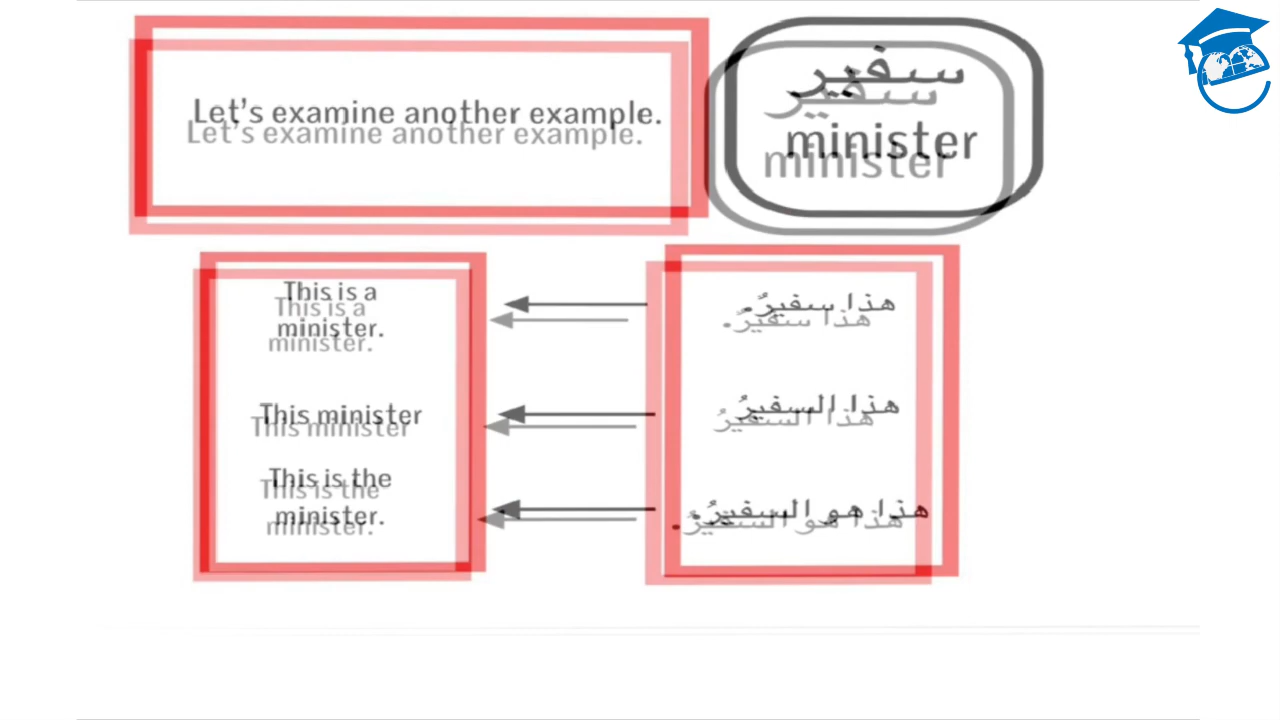 Let's examine another example.
سفير
minister
This is a
minister.
هذا سفيرٌ.
This minister
هذا السفيرُ
This is the
minister.
هذا هو السفيرُ.